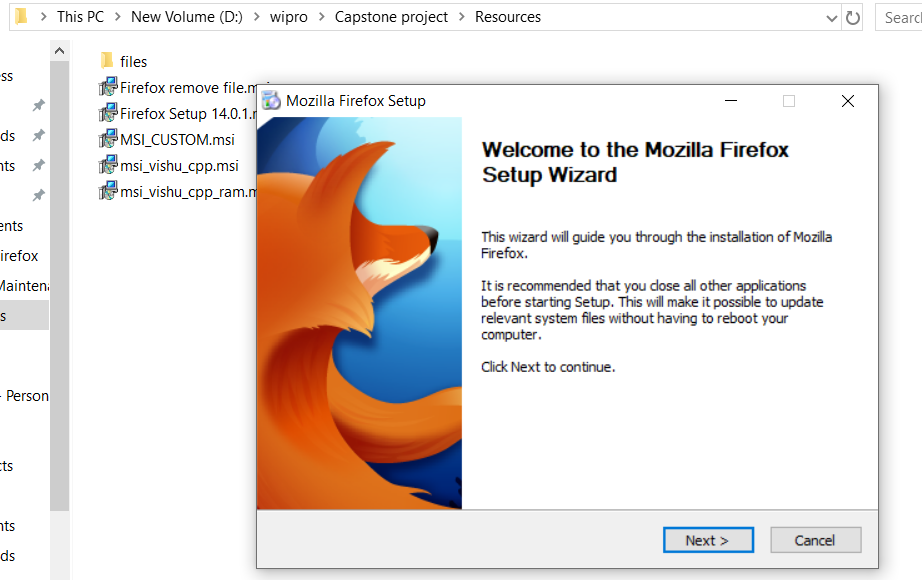 This PC > New Volume (D:) > wipro > Capstone project > Resources
Searc
ess
ds
nts
ents
irefox
Maintena
s
- Person
cts
nts
ds
files
Firefox remove file.m
Firefox Setup 14.0.1.m
MSI_CUSTOM.msi
msi_vishu_cpp.msi
msi_vishu_cpp_ram.m
Mozilla Firefox Setup
Welcome to the Mozilla Firefox
Setup Wizard
This wizard will guide you through the installation of Mozilla
Firefox.
It is recommended that you close all other applications
before starting Setup. This will make it possible to update
relevant system files without having to reboot your
computer.
Click Next to continue.
Next >
Cancel